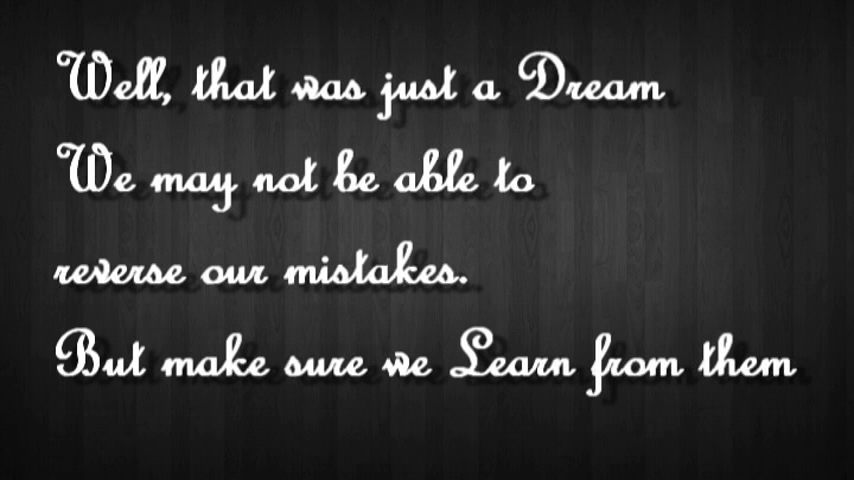 Well, that was just a Dream
We may not be able to
reverse our mistakes.
But make sure we Learn from them